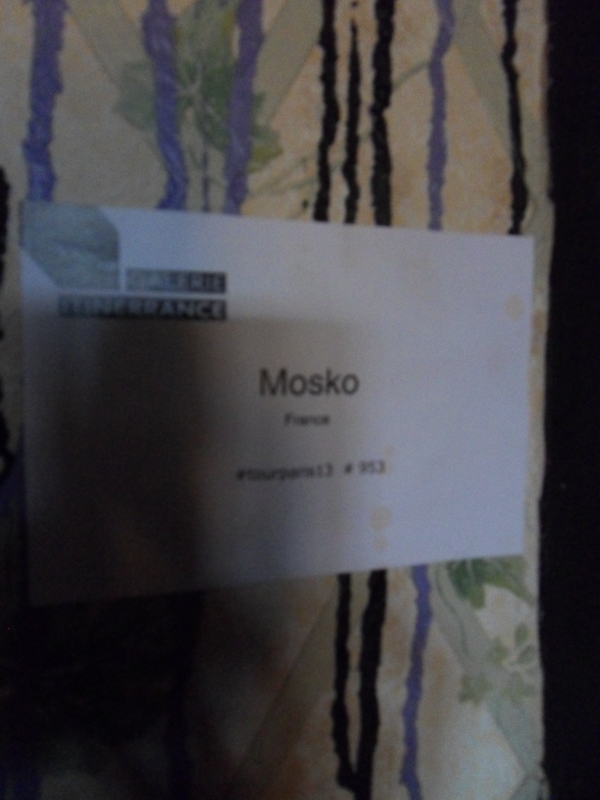 GALERIE
ITINERRANCE
Mosko
France
#tourparis13 # 953